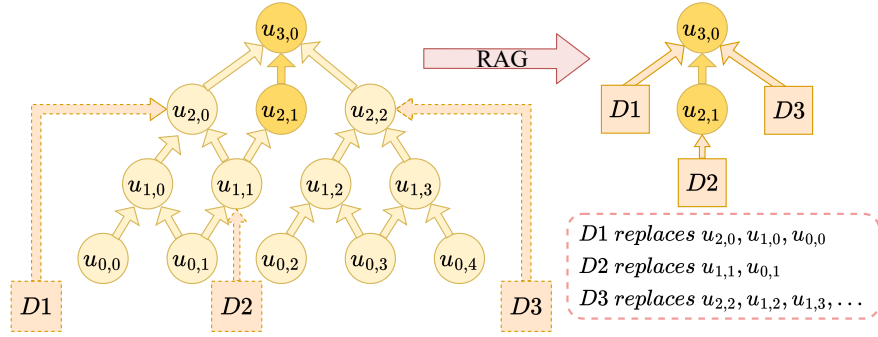 u3,0
RAG
u3,0
u2,0
u2,1
u2,2
D1
u2,1
D3
u1,0
u1,1
u1,2
u1,3
D2
u0,0
u0,1
u0,2
u0,3
u0,4
D1
D2
D3
D1 replaces u2,0, u1,0, u0,0
D2 replaces u1,1, u0,1
D3 replaces u2,2, u1,2, u1,3, ...